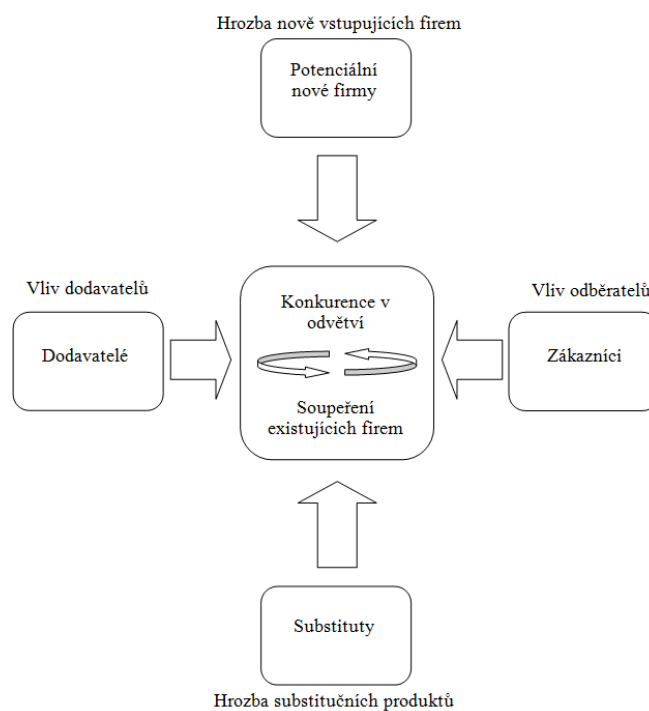 Hrozba nově vstupujících firem
Potenciální
nové firmy
Vliv dodavatelů
Dodavatelé
Konkurence v
odvětví
Soupeření
existujících firem
Vliv odběratelů
Zákazníci
Substituty
Hrozba substitučních produktů